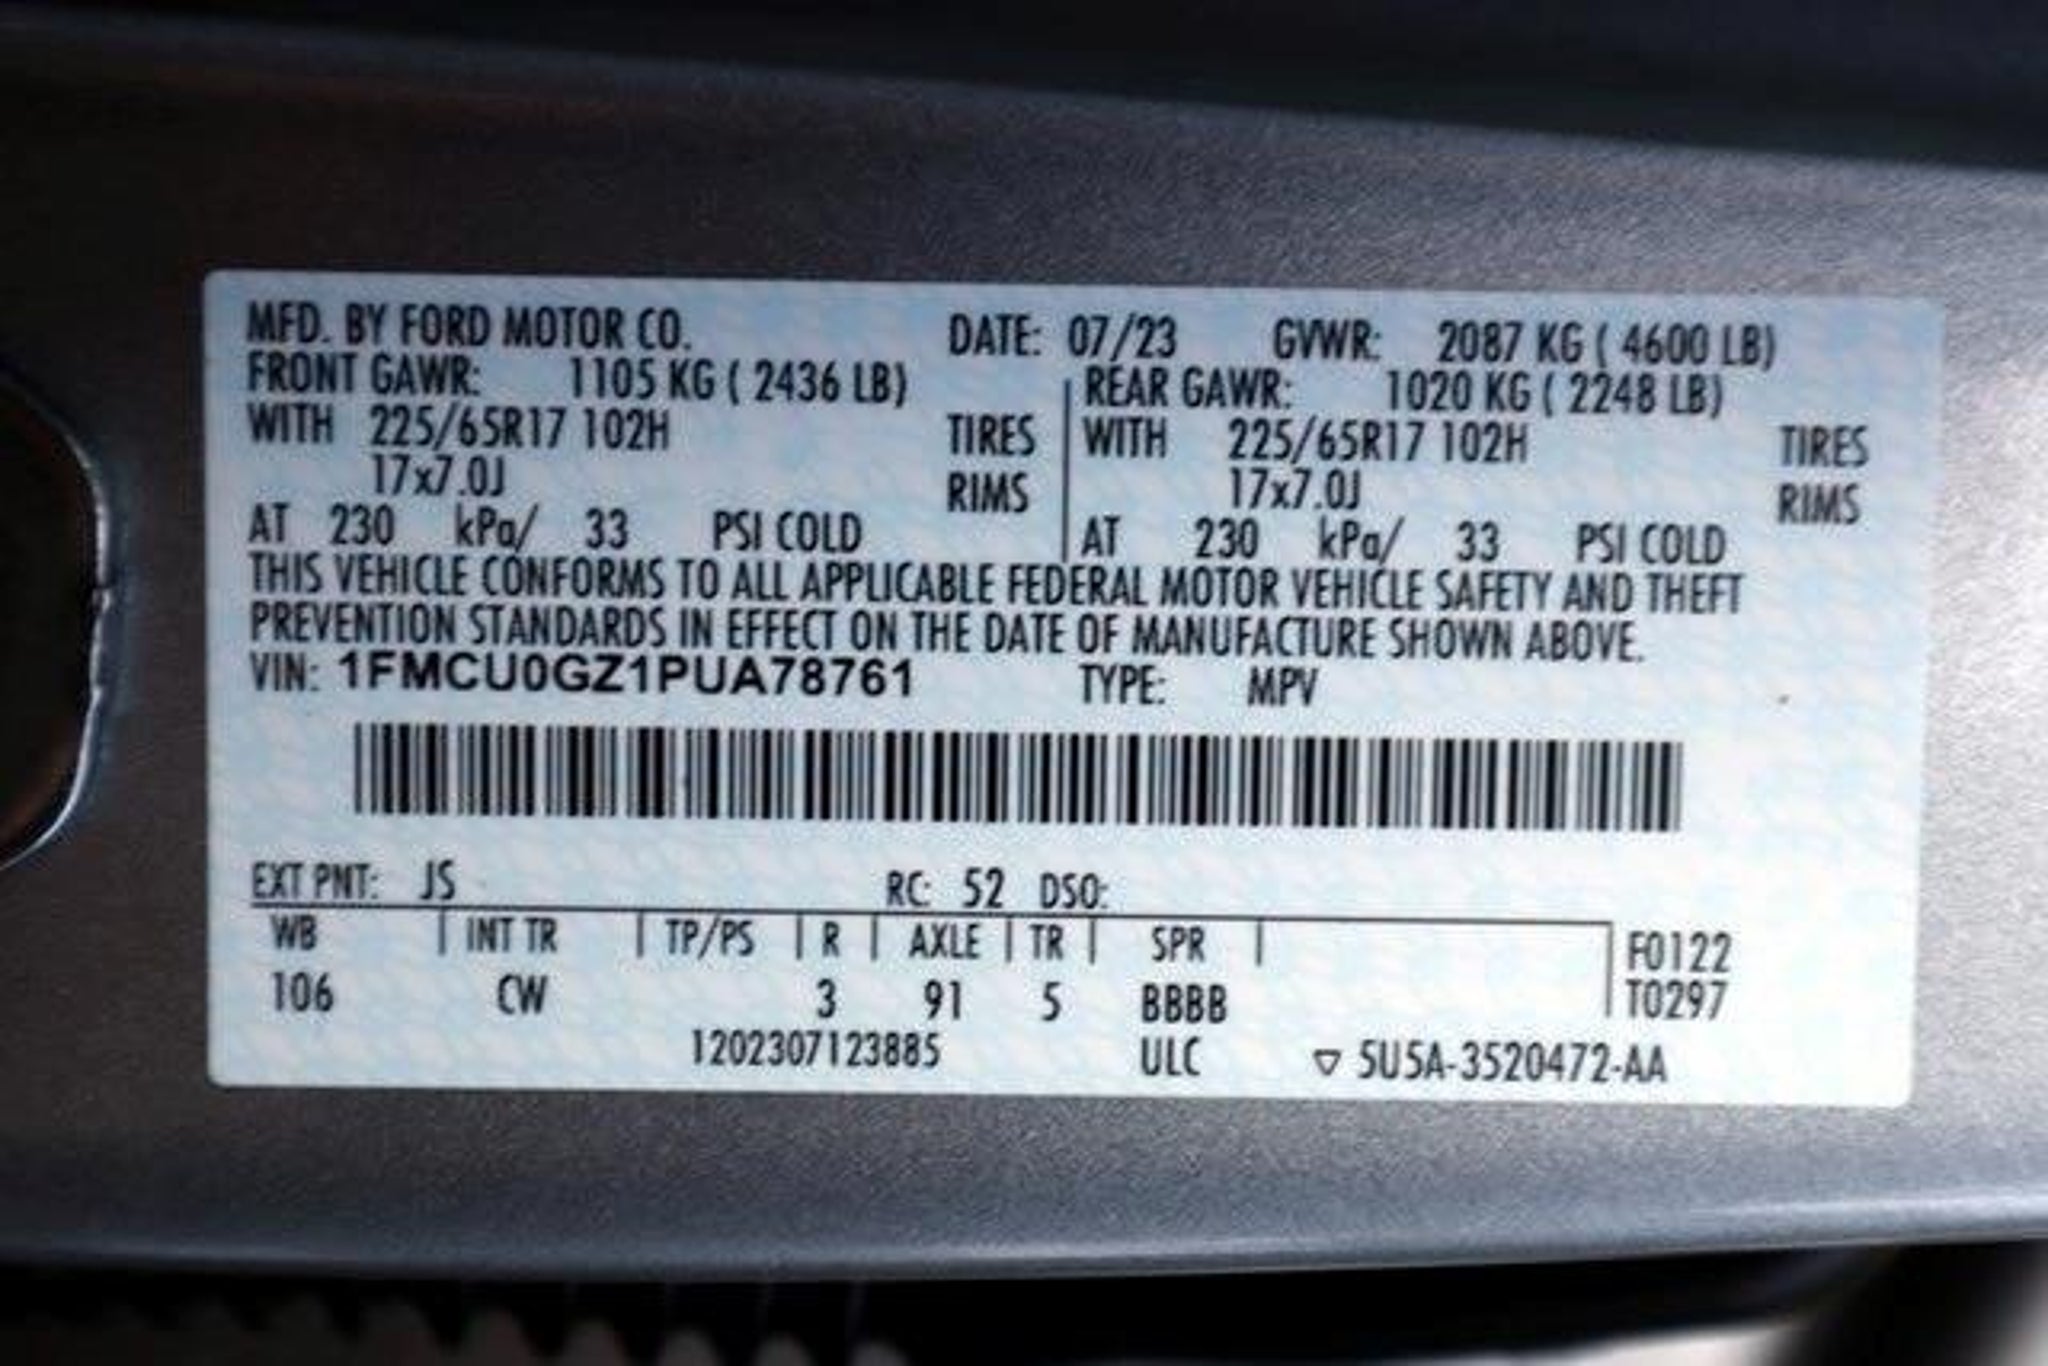 MFD. BY FORD MOTOR CO. DATE: 07/23 GVWR: 2087 KG ( 4600 LB)
FRONT GAWR: 1105 KG ( 2436 LB) REAR GAWR: 1020 KG ( 2248 LB)
WITH 225/65R17 102H TIRES WITH 225/65R17 102H TIRES
17x7.0J RIMS 17x7.0J RIMS
AT 230 kPa/ 33 PSI COLD AT 230 kPa/ 33 PSI COLD
THIS VEHICLE CONFORMS TO ALL APPLICABLE FEDERAL MOTOR VEHICLE SAFETY AND THEFT
PREVENTION STANDARDS IN EFFECT ON THE DATE OF MANUFACTURE SHOWN ABOVE.
VIN: 1FMCU0GZ1PUA78761 TYPE: MPV
EXT PNT: JS RC: 52 DSO:
WB INT TR TP/PS R AXLE TR SPR F0122
106 CW 3 91 5 BBBB T0297
1202307123885 ULC ▽ 5U5A-3520472-AA